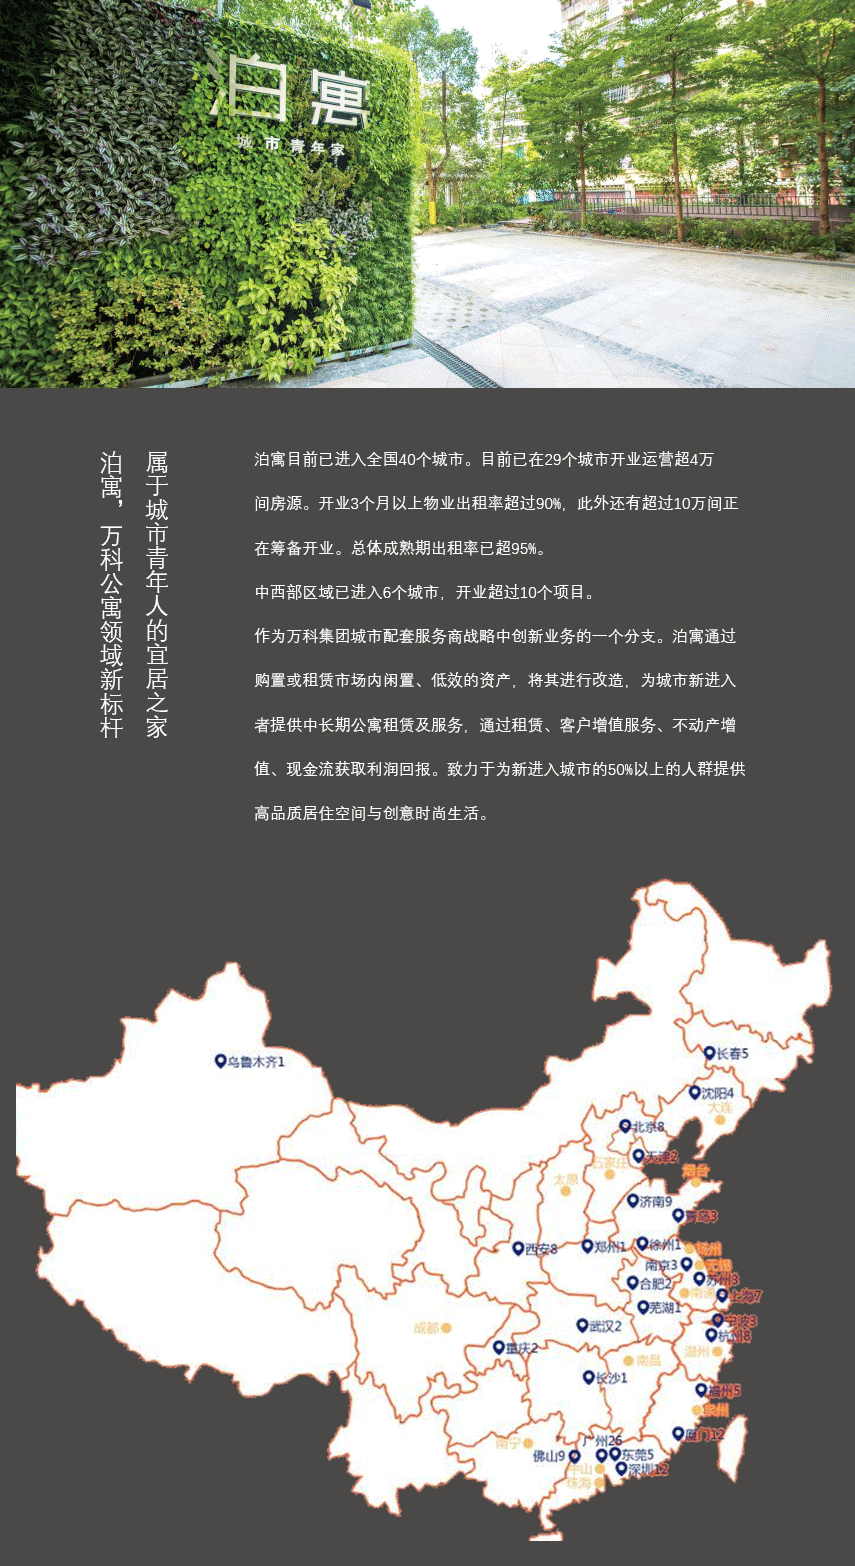 泊寓
城市青年家
属于城市青年人的宜居之家
泊寓，万科公寓领域新标杆
泊寓目前已进入全国40个城市。目前已在29个城市开业运营超4万
间房源。开业3个月以上物业出租率超过90%，此外还有超过10万间正
在筹备开业。总体成熟期出租率已超95%。
中西部区域已进入6个城市，开业超过10个项目。
作为万科集团城市配套服务商战略中创新业务的一个分支。泊寓通过
购置或租赁市场内闲置、低效的资产，将其进行改造，为城市新进入
者提供中长期公寓租赁及服务，通过租赁、客户增值服务、不动产增
值、现金流获取利润回报。致力于为新进入城市的50%以上的人群提供
高品质居住空间与创意时尚生活。
长春5
乌鲁木齐1
沈阳4
大连
北京8
天津2
石家庄
烟台
太原
济南9
青岛3
西安8
郑州1
徐州1
扬州
南京3
无锡
合肥2
苏州3
南通
上海7
芜湖1
宁波3
武汉2
杭州8
成都
重庆2
温州
南昌
长沙1
福州5
泉州
厦门12
南宁
广州26
佛山9
东莞5
中山
深圳12
珠海